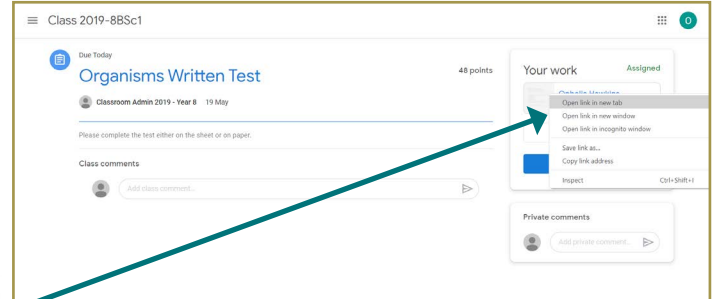 Class 2019-8BSc1
O
Due Today
Organisms Written Test
48 points
Classroom Admin 2019 - Year 8 19 May
Please complete the test either on the sheet or on paper.
Class comments
Add class comment...
Your work
Assigned
Open link in new tab
Open link in new window
Open link in incognito window
Save link as...
Copy link address
Inspect Ctrl+Shift+I
Private comments
Add private comment...